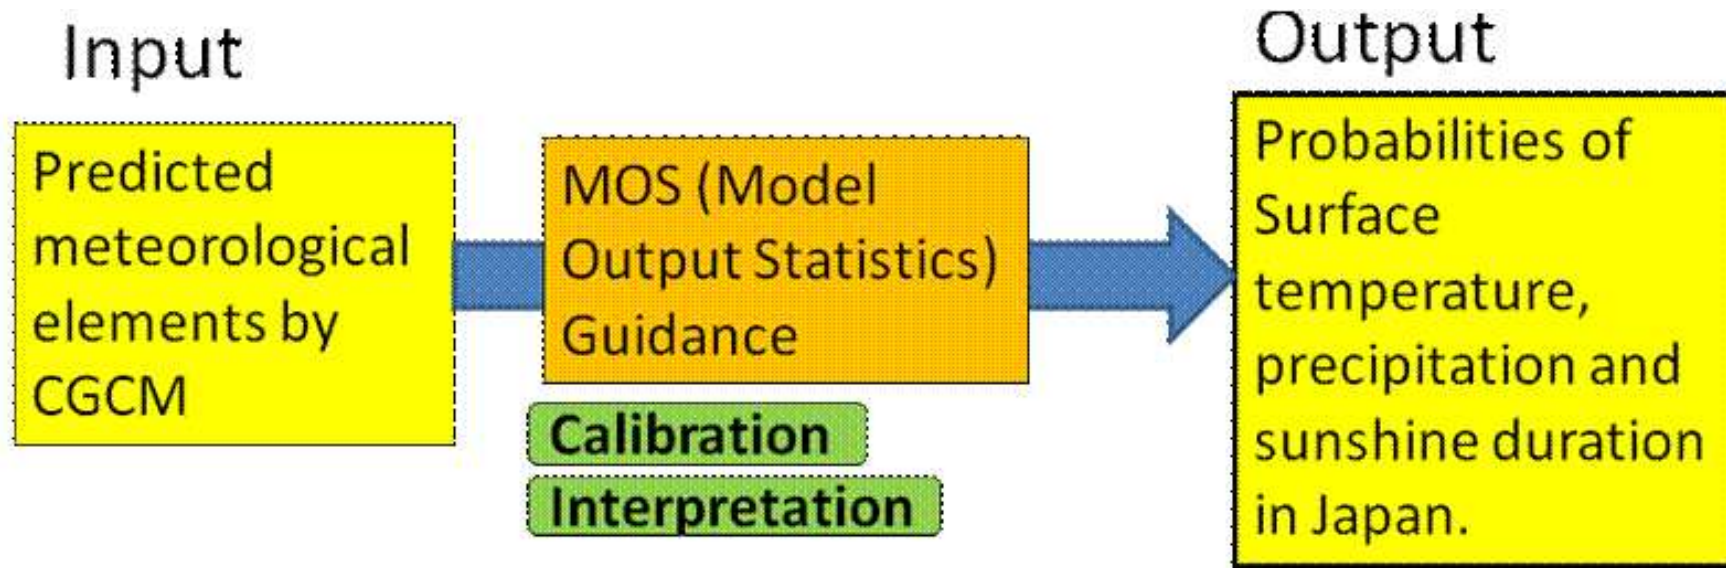 Input
Predicted
meteorological
elements by
CGCM
MOS (Model
Output Statistics)
Guidance
Calibration
Interpretation
Output
Probabilities of
Surface
temperature,
precipitation and
sunshine duration
in Japan.